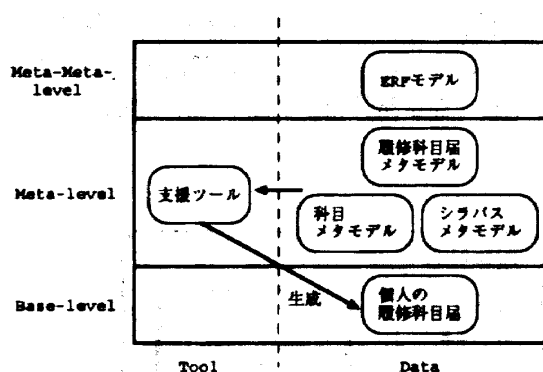 Meta-Meta-
level
ERFモデル
履修科目届
メタモデル
Meta-level
支援ツール
科目
メタモデル
シラバス
メタモデル
Base-level
生成
個人の
履修科目届
Tool
Data